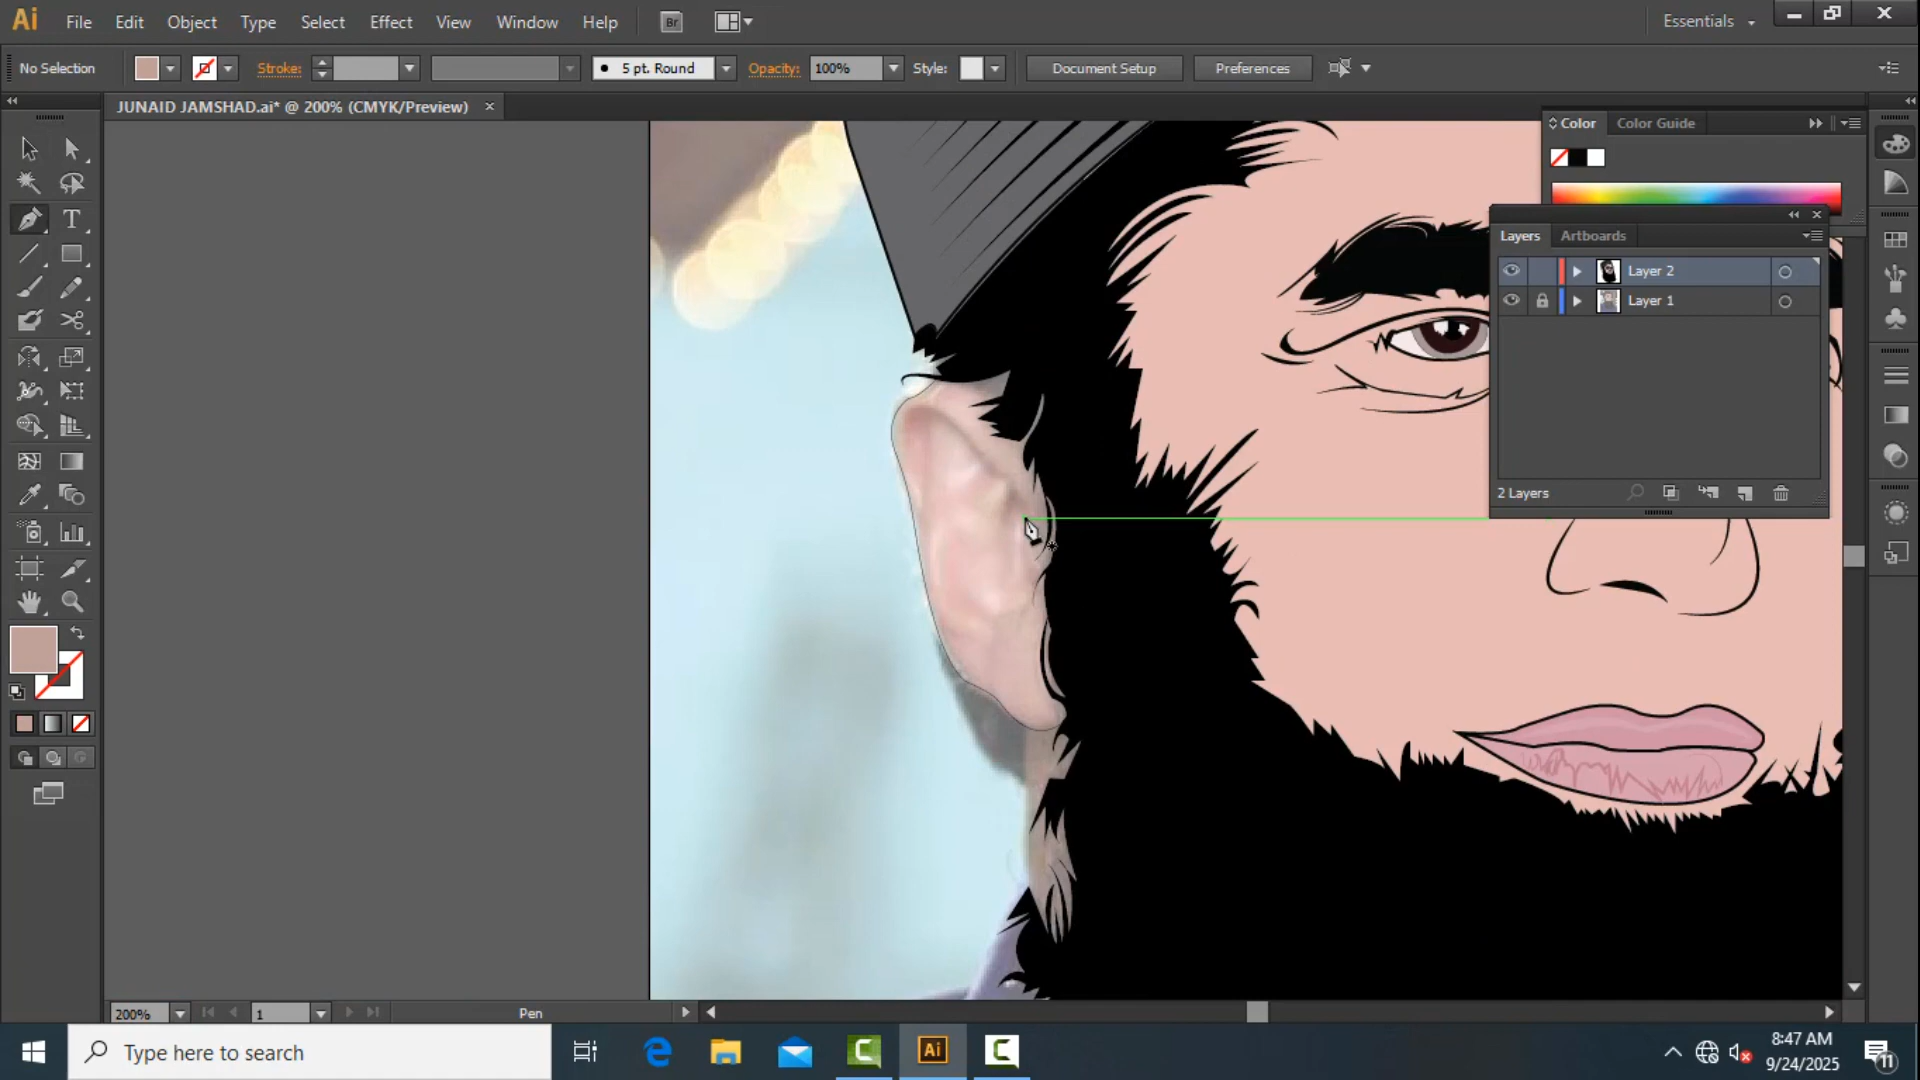 Ai File Edit Object Type Select Effect View Window Help Br Essentials
No Selection Stroke: 5 pt. Round Opacity: 100% Style: Document Setup Preferences
JUNAID JAMSHAD.ai* @ 200% (CMYK/Preview)
Color Color Guide
T
Layers Artboards
Layer 2
Layer 1
2 Layers
200% 1 Pen
Type here to search Ai 8:47 AM
9/24/2025
11